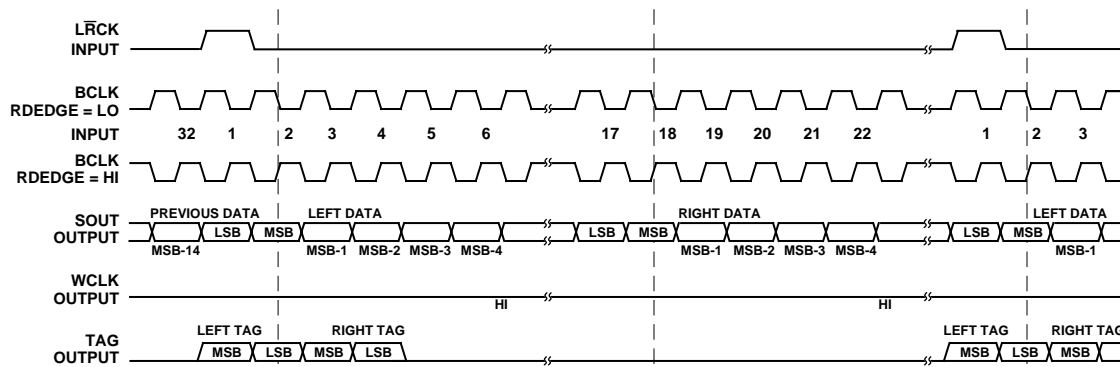 LRCK
INPUT
BCLK
RDEDGE = LO
INPUT 32 1 2 3 4 5 6 17 18 19 20 21 22 1 2 3
BCLK
RDEDGE = HI
PREVIOUS DATA LEFT DATA RIGHT DATA LEFT DATA
SOUT
OUTPUT LSB MSB LSB MSB LSB MSB
MSB-14 MSB-1 MSB-2 MSB-3 MSB-4 MSB-1 MSB-2 MSB-3 MSB-4 MSB-1
WCLK
OUTPUT
HI HI
LEFT TAG RIGHT TAG LEFT TAG RIGHT TAG
TAG
OUTPUT MSB LSB MSB LSB MSB LSB MSB